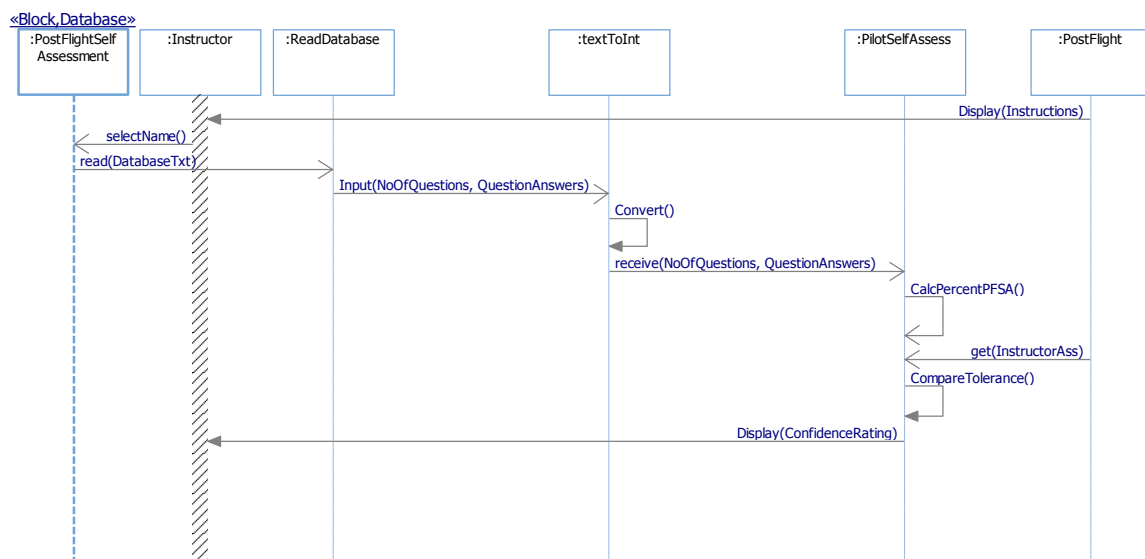 «Block,Database»
:PostFlightSelf
Assessment
:Instructor
:ReadDatabase
:textToInt
:PilotSelfAssess
:PostFlight
Display(Instructions)
selectName()
read(DatabaseTxt)
Input(NoOfQuestions, QuestionAnswers)
Convert()
receive(NoOfQuestions, QuestionAnswers)
CalcPercentPFSA()
get(InstructorAss)
CompareTolerance()
Display(ConfidenceRating)